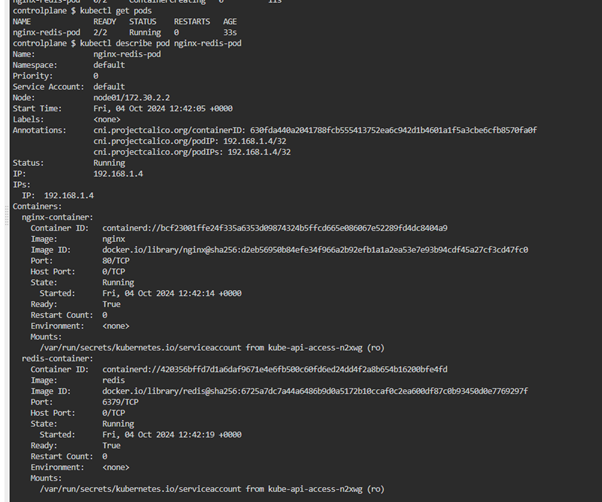 nginx-redis-pod   0/2     ContainerCreating   0          11s
controlplane $ kubectl get pods
NAME              READY   STATUS    RESTARTS   AGE
nginx-redis-pod   2/2     Running   0          33s
controlplane $ kubectl describe pod nginx-redis-pod
Name:             nginx-redis-pod
Namespace:        default
Priority:         0
Service Account:  default
Node:             node01/172.30.2.2
Start Time:       Fri, 04 Oct 2024 12:42:05 +0000
Labels:           <none>
Annotations:      cni.projectcalico.org/containerID: 630fda440a2041788fcb555413752ea6c942d1b4601a1f5a3cbe6cfb8570fa0f
                  cni.projectcalico.org/podIP: 192.168.1.4/32
                  cni.projectcalico.org/podIPs: 192.168.1.4/32
Status:           Running
IP:               192.168.1.4
IPs:
  IP:  192.168.1.4
Containers:
  nginx-container:
    Container ID:   containerd://bcf23001ffe24f335a6353d09874324b5ffcd665e086067e52289fd4dc8404a9
    Image:          nginx
    Image ID:       docker.io/library/nginx@sha256:d2eb56950b84efe34f966a2b92efb1a1a2ea53e7e93b94cdf45a27cf3cd47fc0
    Port:           80/TCP
    Host Port:      0/TCP
    State:          Running
      Started:      Fri, 04 Oct 2024 12:42:14 +0000
    Ready:          True
    Restart Count:  0
    Environment:    <none>
    Mounts:
      /var/run/secrets/kubernetes.io/serviceaccount from kube-api-access-n2xwg (ro)
  redis-container:
    Container ID:   containerd://420356bffd7d1a6daf9671e4e6fb500c60fd6ed24dd4f2a8b654b16200bfe4fd
    Image:          redis
    Image ID:       docker.io/library/redis@sha256:6725a7dc7a44a6486b9d0a5172b10ccaf0c2ea600df87c0b93450d0e7769297f
    Port:           6379/TCP
    Host Port:      0/TCP
    State:          Running
      Started:      Fri, 04 Oct 2024 12:42:19 +0000
    Ready:          True
    Restart Count:  0
    Environment:    <none>
    Mounts:
      /var/run/secrets/kubernetes.io/serviceaccount from kube-api-access-n2xwg (ro)